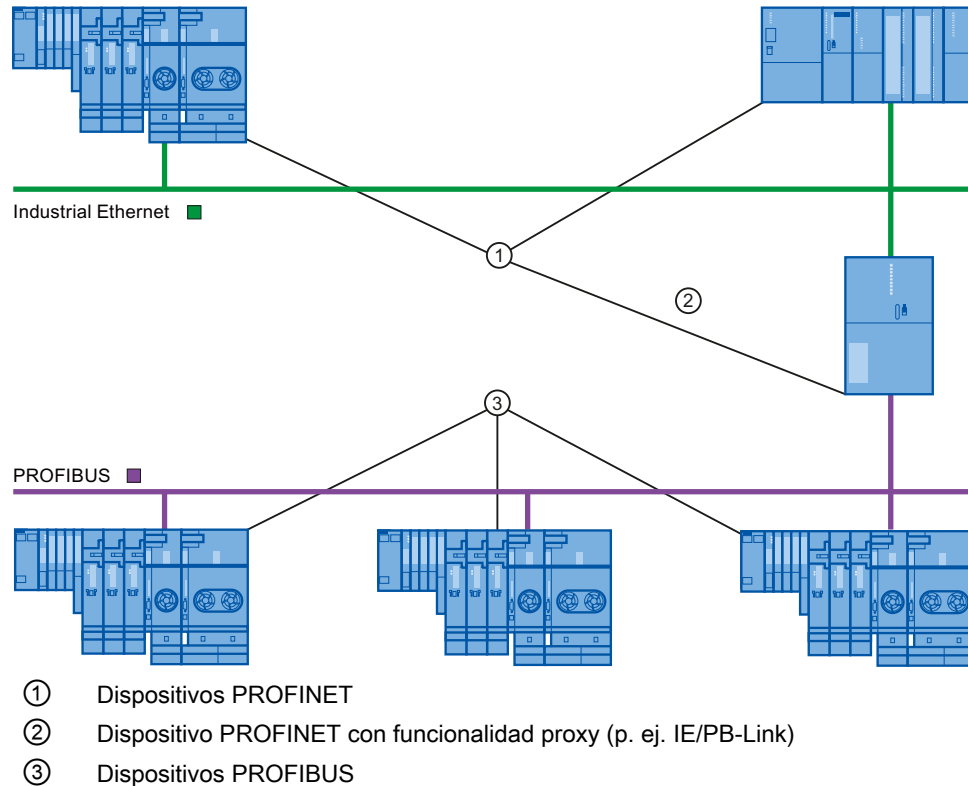 Industrial Ethernet
1
2
3
PROFIBUS
1 Dispositivos PROFINET
2 Dispositivo PROFINET con funcionalidad proxy (p. ej. IE/PB-Link)
3 Dispositivos PROFIBUS